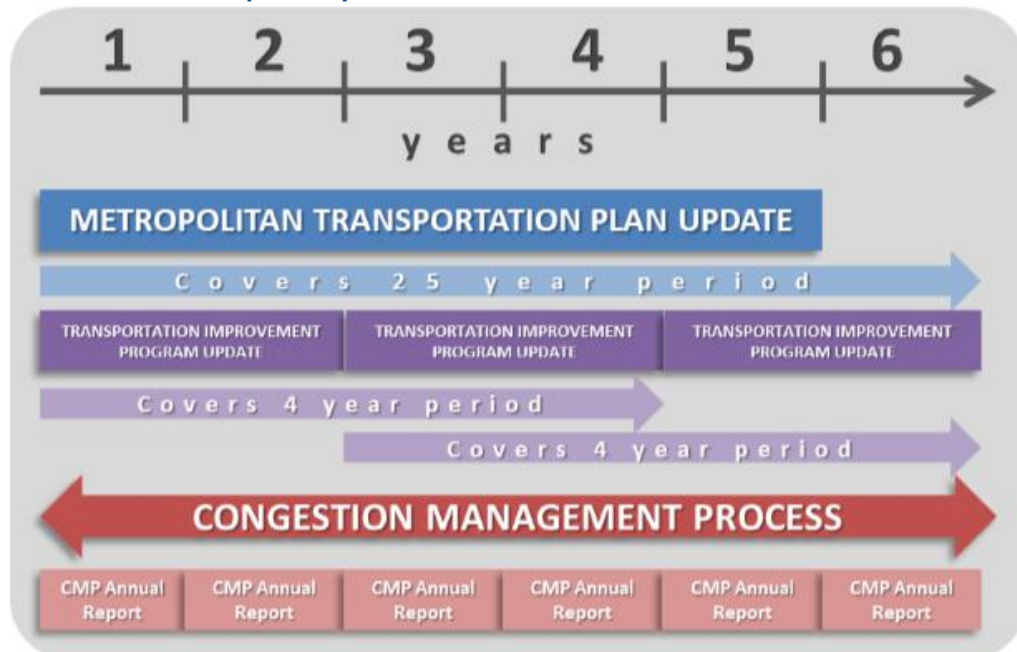 1 2 3 4 5 6
years
METROPOLITAN TRANSPORTATION PLAN UPDATE
Covers 25 year period
TRANSPORTATION IMPROVEMENT
PROGRAM UPDATE
TRANSPORTATION IMPROVEMENT
PROGRAM UPDATE
TRANSPORTATION IMPROVEMENT
PROGRAM UPDATE
Covers 4 year period
Covers 4 year period
CONGESTION MANAGEMENT PROCESS
CMP Annual
Report
CMP Annual
Report
CMP Annual
Report
CMP Annual
Report
CMP Annual
Report
CMP Annual
Report